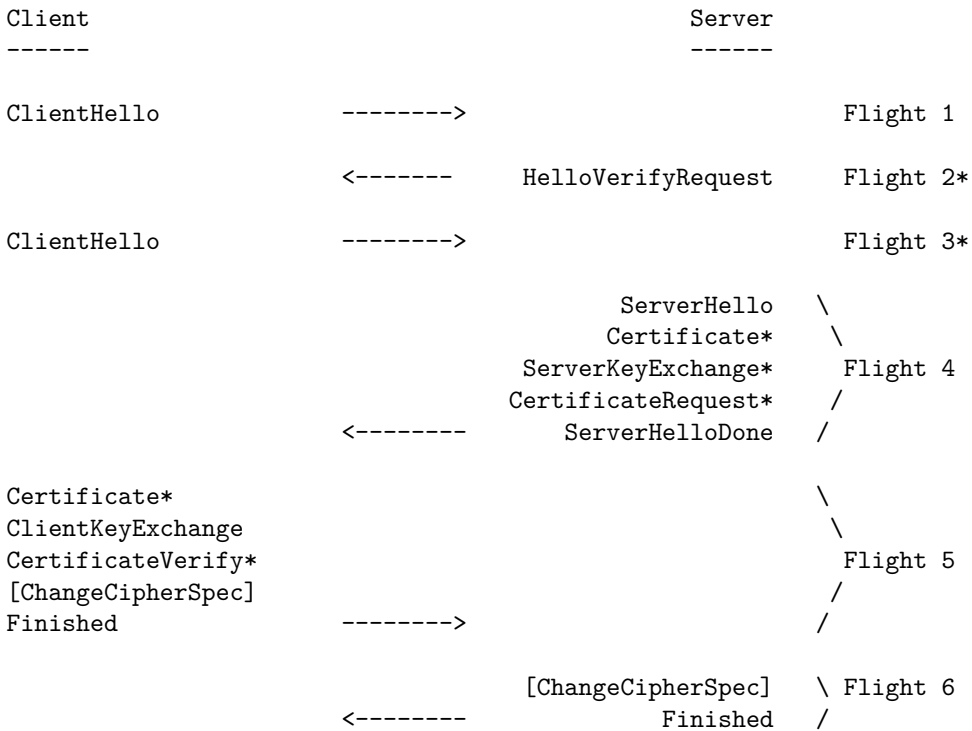 Client                                          Server
------                                          ------

ClientHello             -------->                           Flight 1

                        <-------    HelloVerifyRequest     Flight 2*

ClientHello             -------->                           Flight 3*

                                           ServerHello   \
                                          Certificate*    \
                                    ServerKeyExchange*     Flight 4
                                   CertificateRequest*    /
                        <--------      ServerHelloDone   /

Certificate*                                             \
ClientKeyExchange                                         \
CertificateVerify*                                         Flight 5
[ChangeCipherSpec]                                        /
Finished                -------->                        /

                                    [ChangeCipherSpec]   \ Flight 6
                        <--------             Finished   /